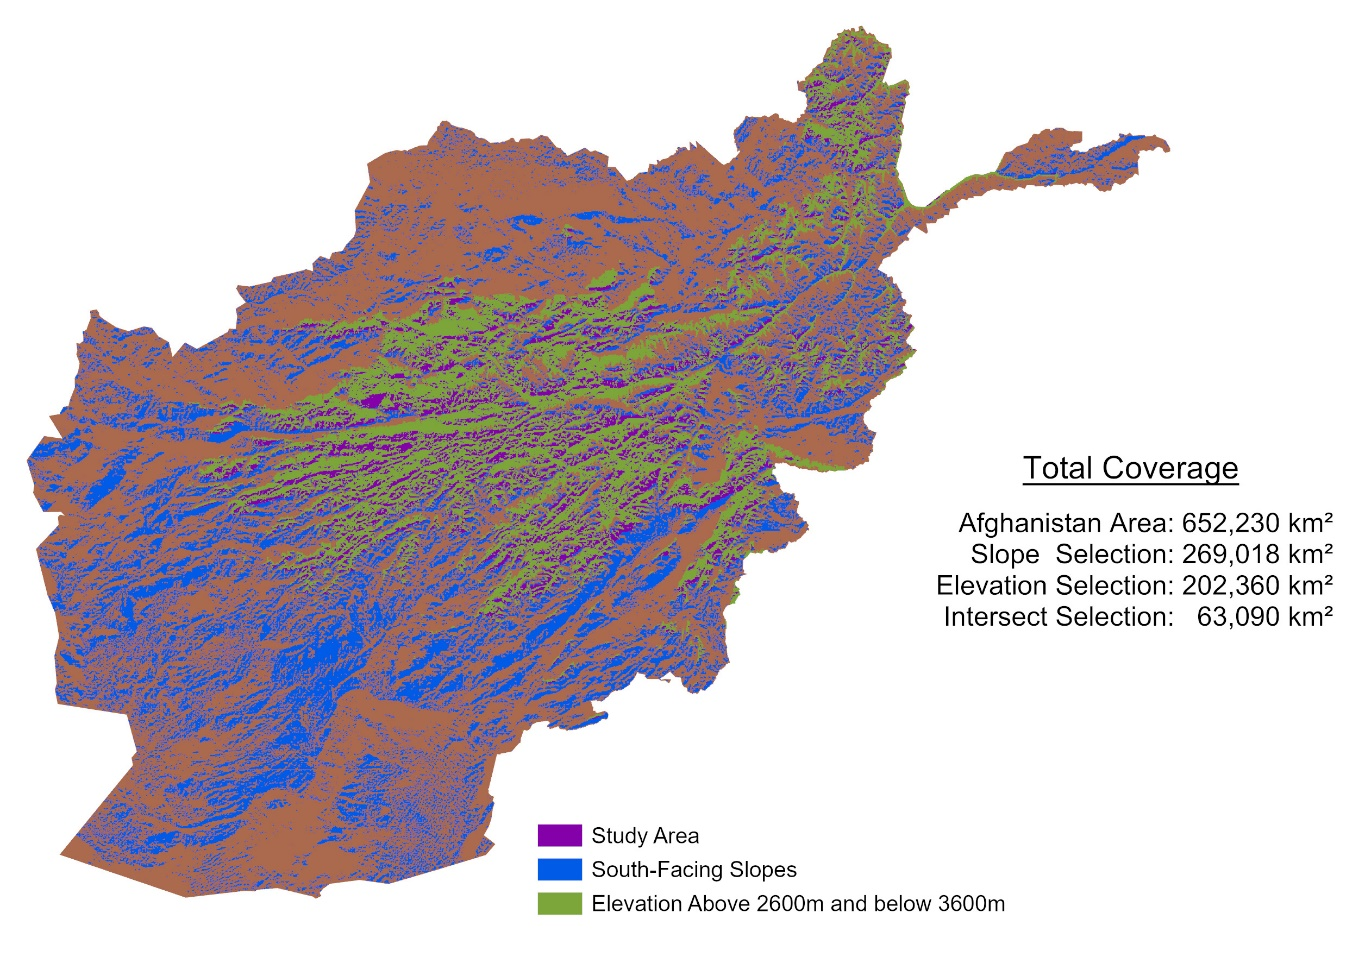 Total Coverage
Afghanistan Area: 652,230 km²
Slope Selection: 269,018 km²
Elevation Selection: 202,360 km²
Intersect Selection: 63,090 km²
Study Area
South-Facing Slopes
Elevation Above 2600m and below 3600m